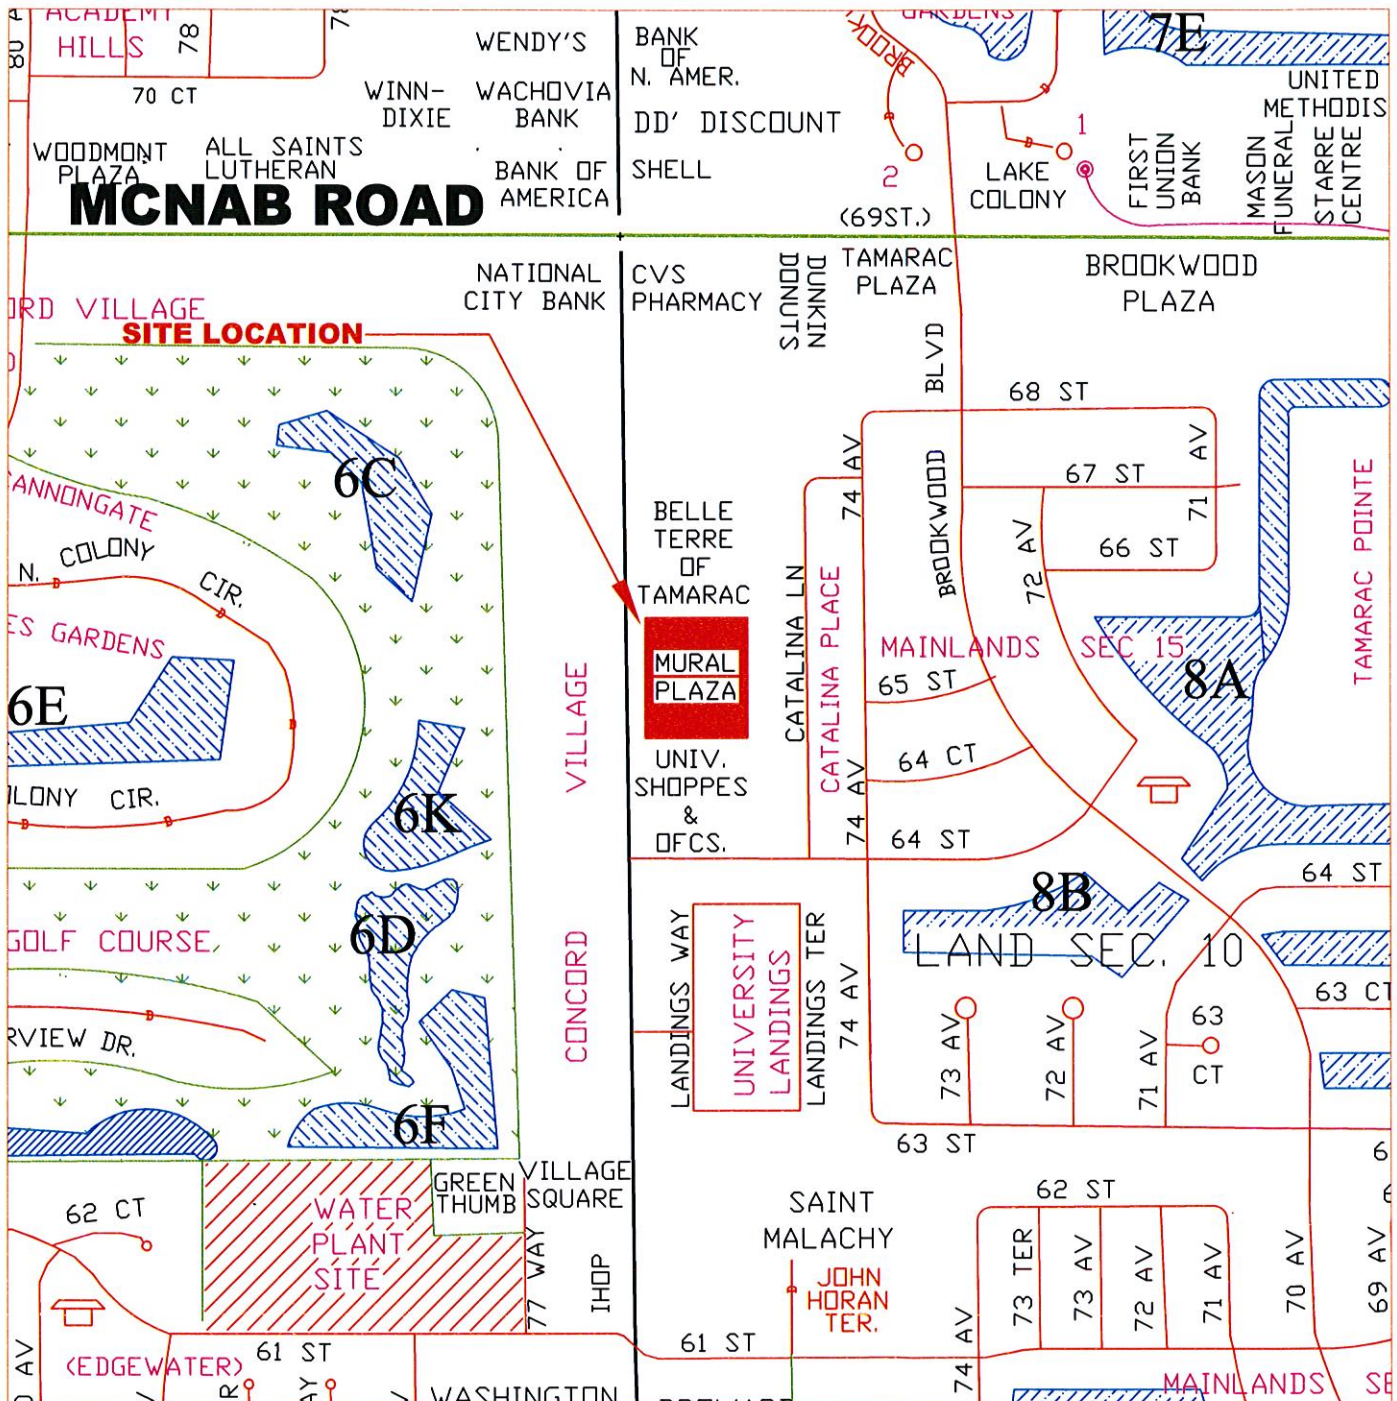 ACADEMY
HILLS
78
78
80 A
70 CT
WENDY'S
WINN-
DIXIE
WACHOVIA
BANK
WOODMONT
PLAZA
ALL SAINTS
LUTHERAN
BANK OF
AMERICA
BANK
OF
N. AMER.
DD' DISCOUNT
SHELL
BROOK
GARDENS
7E
UNITED
METHODIS
1
2
LAKE
COLONY
FIRST
UNION
BANK
MASON
FUNERAL
STARRE
CENTRE
MCNAB ROAD
(69ST.)
NATIONAL
CITY BANK
CVS
PHARMACY
DUNKIN
DONUTS
TAMARAC
PLAZA
BROOKWOOD
PLAZA
ORD VILLAGE
SITE LOCATION
BROOKWOOD BLVD
68 ST
67 ST
66 ST
71 AV
72 AV
74 AV
TAMARAC POINTE
6C
CANNONGATE
N. COLONY CIR.
ES GARDENS
6E
LONY CIR.
BELLE
TERRE
OF
TAMARAC
MURAL
PLAZA
UNIV.
SHOPPES
&
OFCS.
CATALINA LN
CATALINA PLACE
74 AV
MAINLANDS SEC 15
65 ST
64 CT
64 ST
8A
8B
64 ST
LAND SEC. 10
CONCORD VILLAGE
6K
6D
GOLF COURSE
RVIEW DR.
6F
LANDINGS WAY
UNIVERSITY
LANDINGS
LANDINGS TER
74 AV
73 AV
72 AV
71 AV
63
CT
63 CT
63 ST
62 CT
WATER
PLANT
SITE
GREEN
THUMB
VILLAGE
SQUARE
77 WAY
IHOP
SAINT
MALACHY
JOHN
HORAN
TER.
62 ST
73 TER
73 AV
72 AV
71 AV
70 AV
69 AV
74 AV
61 ST
61 ST
(EDGEWATER)
WASHINGTON
MAINLANDS SE